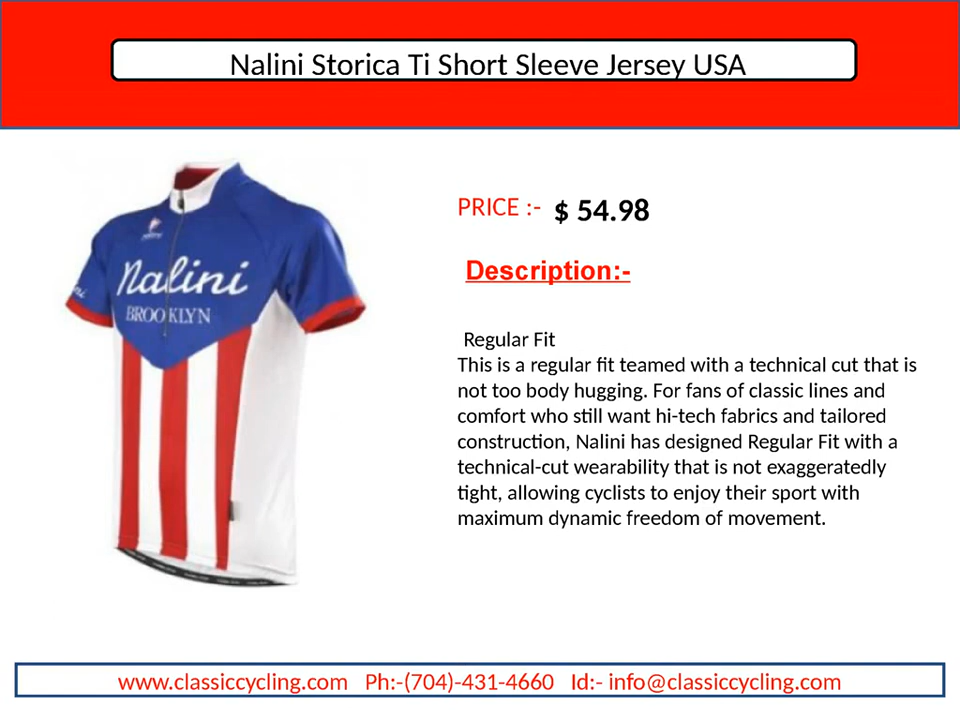 Nalini Storica Ti Short Sleeve Jersey USA
PRICE :- $ 54.98
Description:-
nalini
BROOKLYN
ni
Regular Fit
This is a regular fit teamed with a technical cut that is
not too body hugging. For fans of classic lines and
comfort who still want hi-tech fabrics and tailored
construction, Nalini has designed Regular Fit with a
technical-cut wearability that is not exaggeratedly
tight, allowing cyclists to enjoy their sport with
maximum dynamic freedom of movement.
www.classiccycling.com Ph:-(704)-431-4660 Id:- info@classiccycling.com